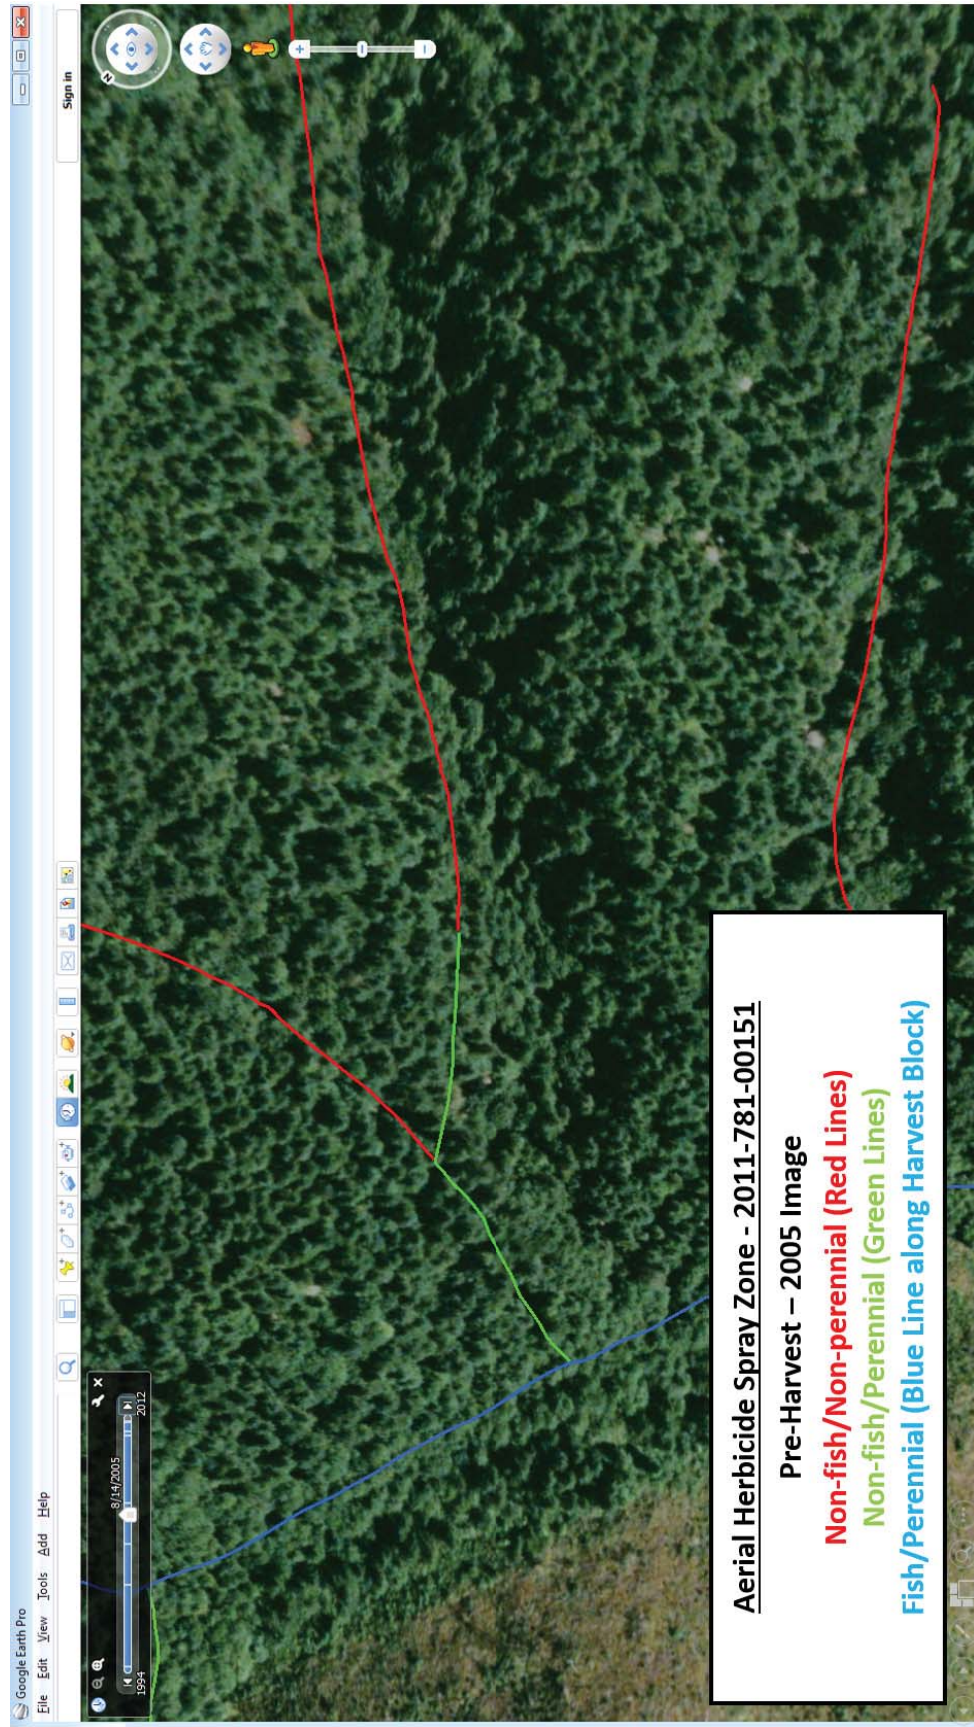 Google Earth Pro
File Edit View Tools Add Help
Sign in
8/14/2005
1994
2012
N
Aerial Herbicide Spray Zone - 2011-781-00151
Pre-Harvest – 2005 Image
Non-fish/Non-perennial (Red Lines)
Non-fish/Perennial (Green Lines)
Fish/Perennial (Blue Line along Harvest Block)